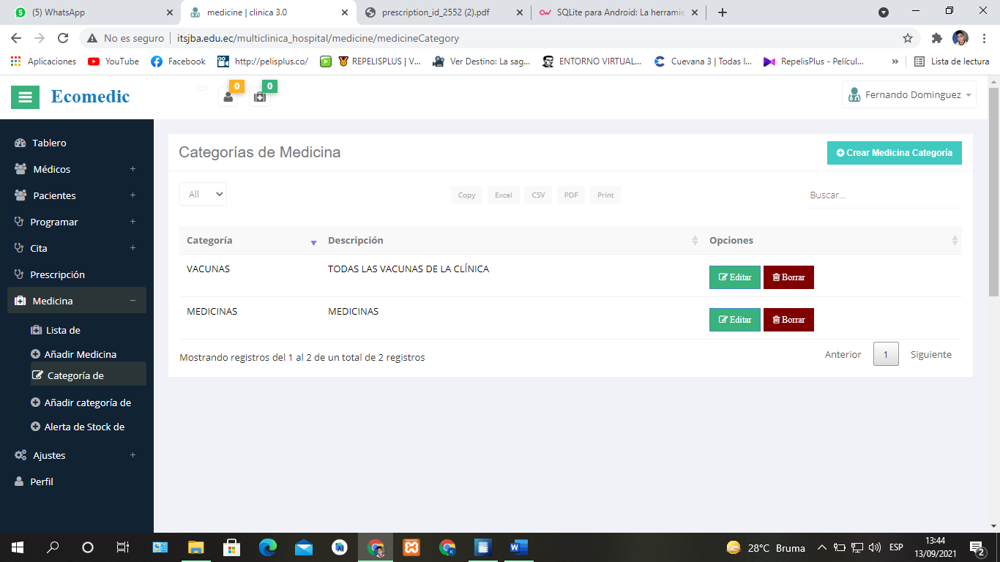 (5) WhatsApp
medicine | clinica 3.0
prescription_id_2552 (2).pdf
SQLite para Android: La herramie
No es seguro | itsjba.edu.ec/multiclinica_hospital/medicine/medicineCategory
Aplicaciones
YouTube
Facebook
http://pelisplus.co/
REPELISPLUS | V...
Ver Destino: La sag...
ENTORNO VIRTUAL...
Cuevana 3 | Todas l...
RepelisPlus - Películ...
»
Lista de lectura
Ecomedic
0
0
Fernando Dominguez
Tablero
Médicos +
Pacientes +
Programar +
Cita +
Prescripción
Medicina −
Lista de
Añadir Medicina
Categoría de
Añadir categoría de
Alerta de Stock de
Ajustes +
Perfil
Categorías de Medicina
Crear Medicina Categoría
All
Copy Excel CSV PDF Print
Buscar...
Categoría Descripción Opciones
VACUNAS TODAS LAS VACUNAS DE LA CLÍNICA Editar Borrar
MEDICINAS MEDICINAS Editar Borrar
Mostrando registros del 1 al 2 de un total de 2 registros
Anterior 1 Siguiente
28°C Bruma
ESP
13:44
13/09/2021
2